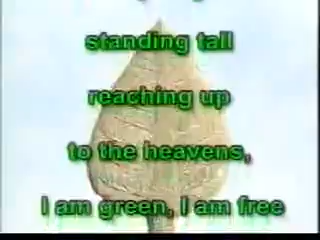 standing tall
reaching up
to the heavens,
I am green, I am free